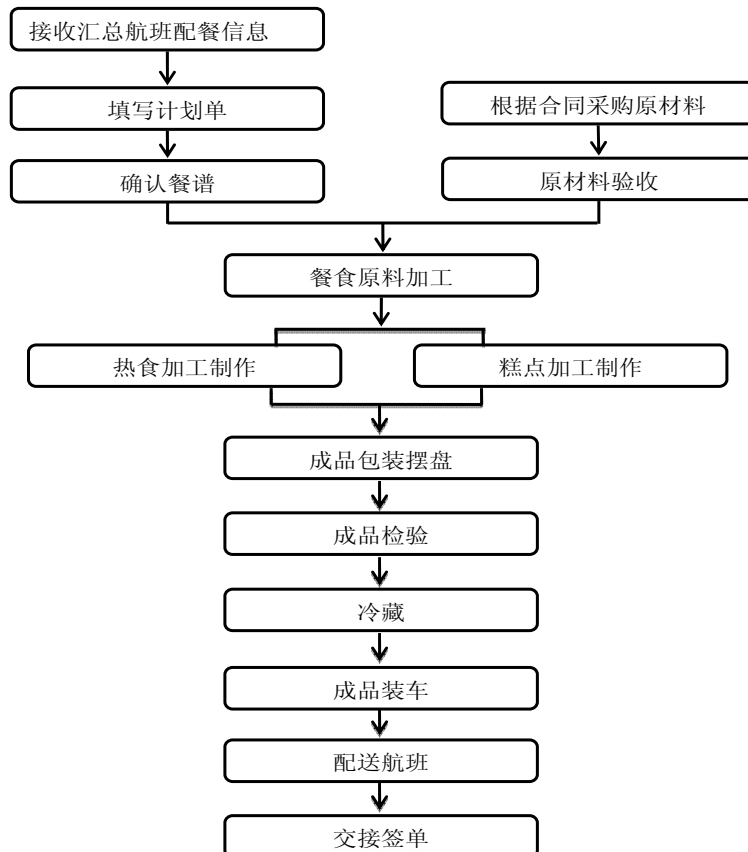 接收汇总航班配餐信息
填写计划单
根据合同采购原材料
确认餐谱
原材料验收
餐食原料加工
热食加工制作
糕点加工制作
成品包装摆盘
成品检验
冷藏
成品装车
配送航班
交接签单